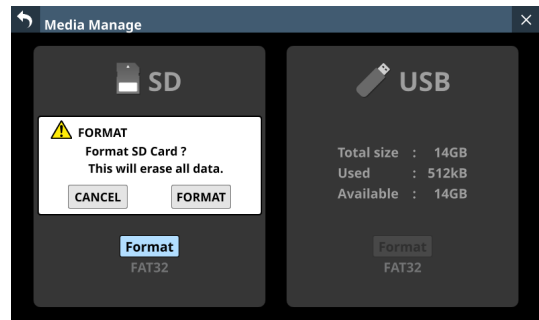 Media Manage
SD
FORMAT
Format SD Card ?
This will erase all data.
CANCEL FORMAT
Format
FAT32
USB
Total size : 14GB
Used : 512kB
Available : 14GB
Format
FAT32